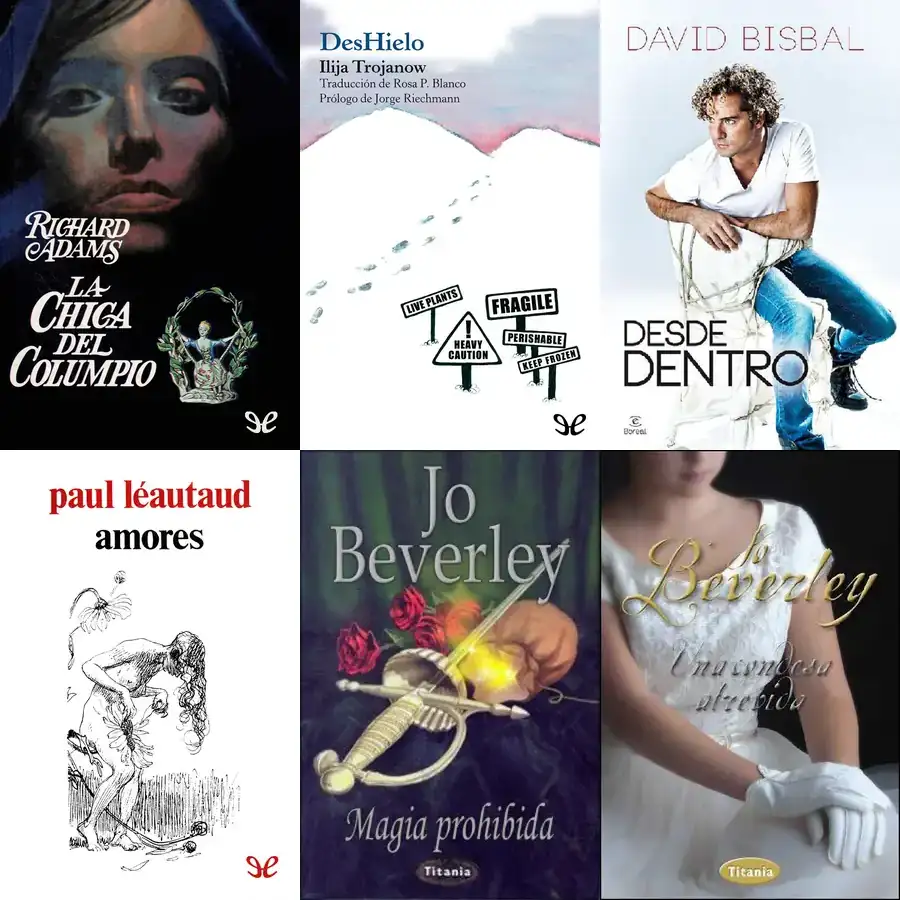 RICHARD
ADAMS
LA
CHICA
DEL
COLUMPIO
DesHielo
Ilija Trojanow
Traducción de Rosa P. Blanco
Prólogo de Jorge Riechmann
LIVE PLANTS
FRAGILE
!
HEAVY
CAUTION
PERISHABLE
KEEP FROZEN
DAVID BISBAL
DESDE
DENTRO
Boreal
paul léautaud
amores
Jo
Beverley
Magia prohibida
Titania
Jo
Beverley
Una condesa
atrevida
Titania